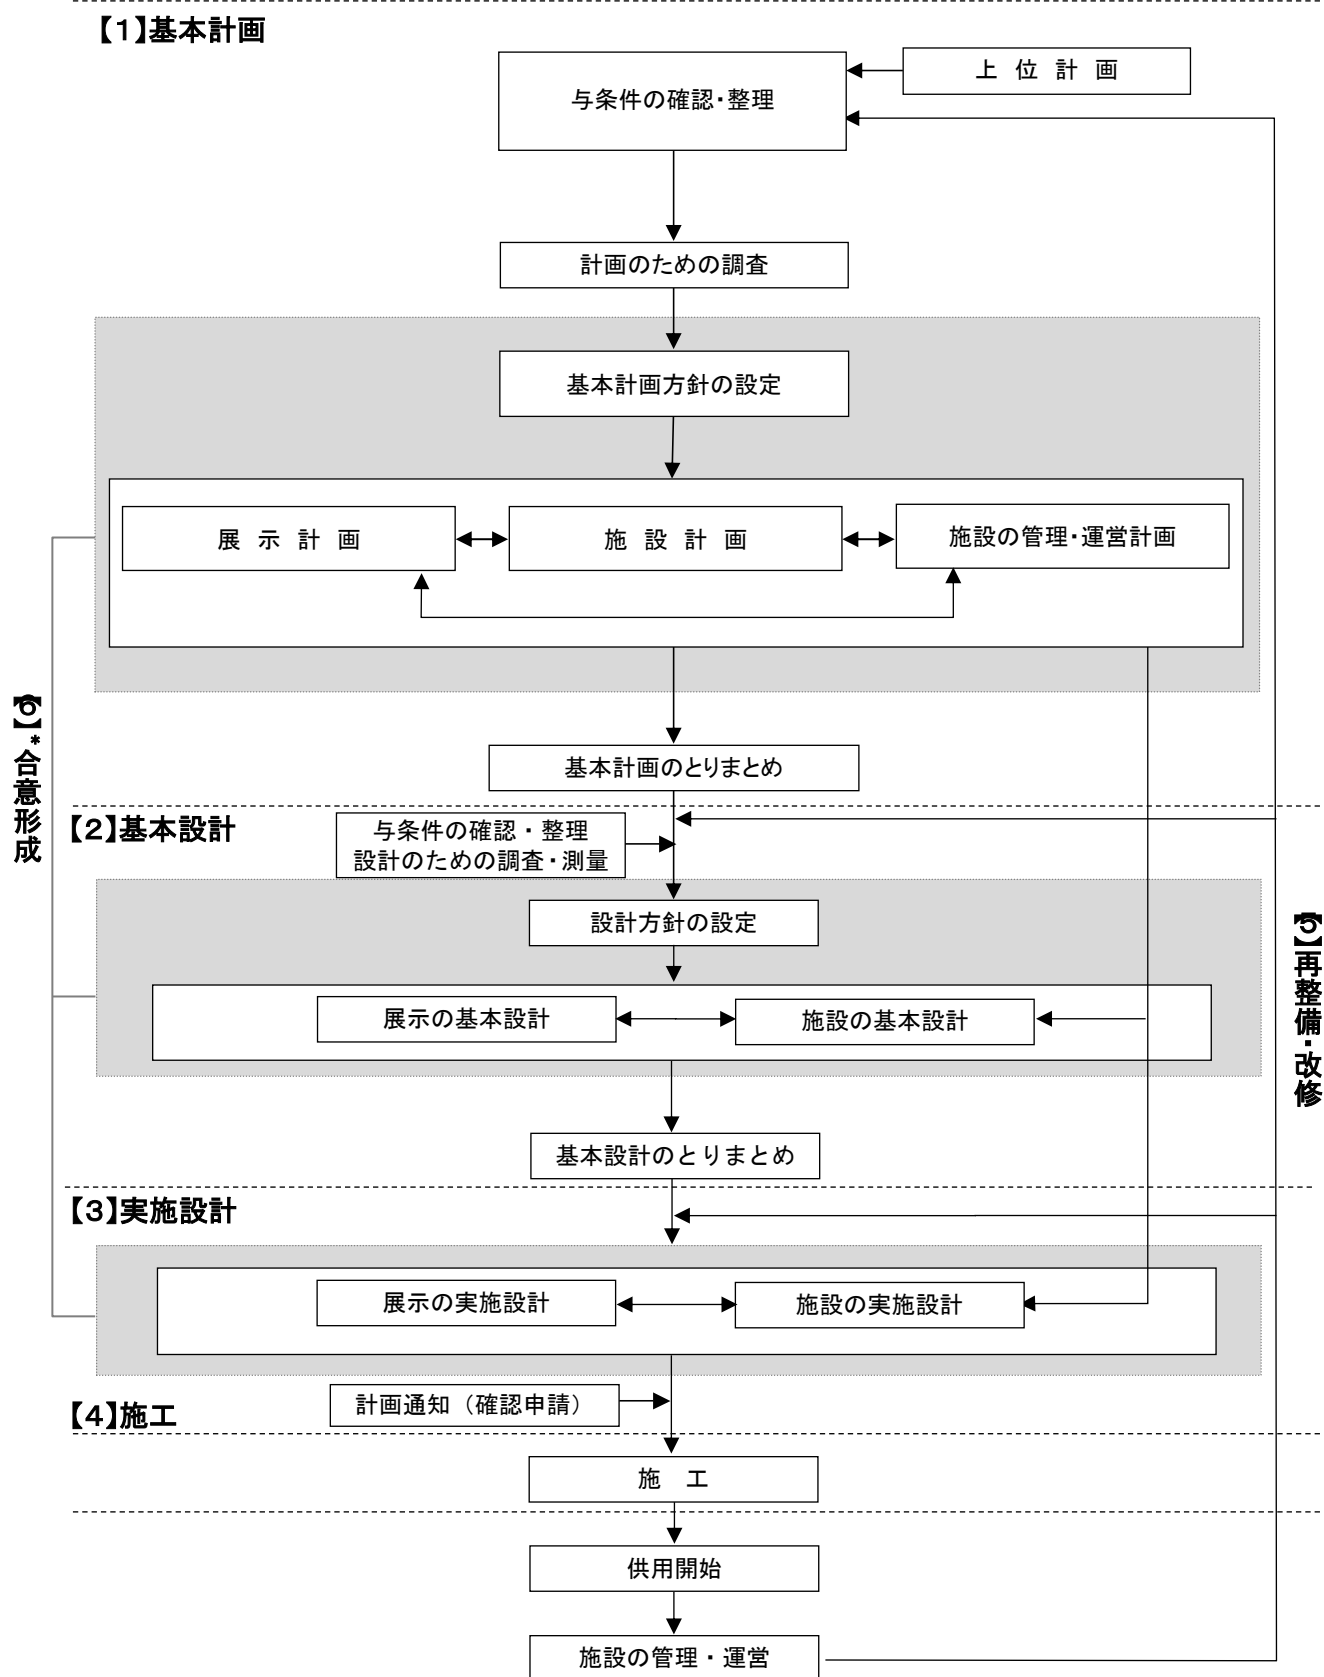 【1】基本計画
上 位 計 画
与条件の確認・整理
計画のための調査
基本計画方針の設定
展 示 計 画
施 設 計 画
施設の管理・運営計画
基本計画のとりまとめ
【6】*合意形成
【2】基本設計
与条件の確認・整理
設計のための調査・測量
設計方針の設定
展示の基本設計
施設の基本設計
【5】再整備・改修
基本設計のとりまとめ
【3】実施設計
展示の実施設計
施設の実施設計
計画通知（確認申請）
【4】施工
施 工
供用開始
施設の管理・運営